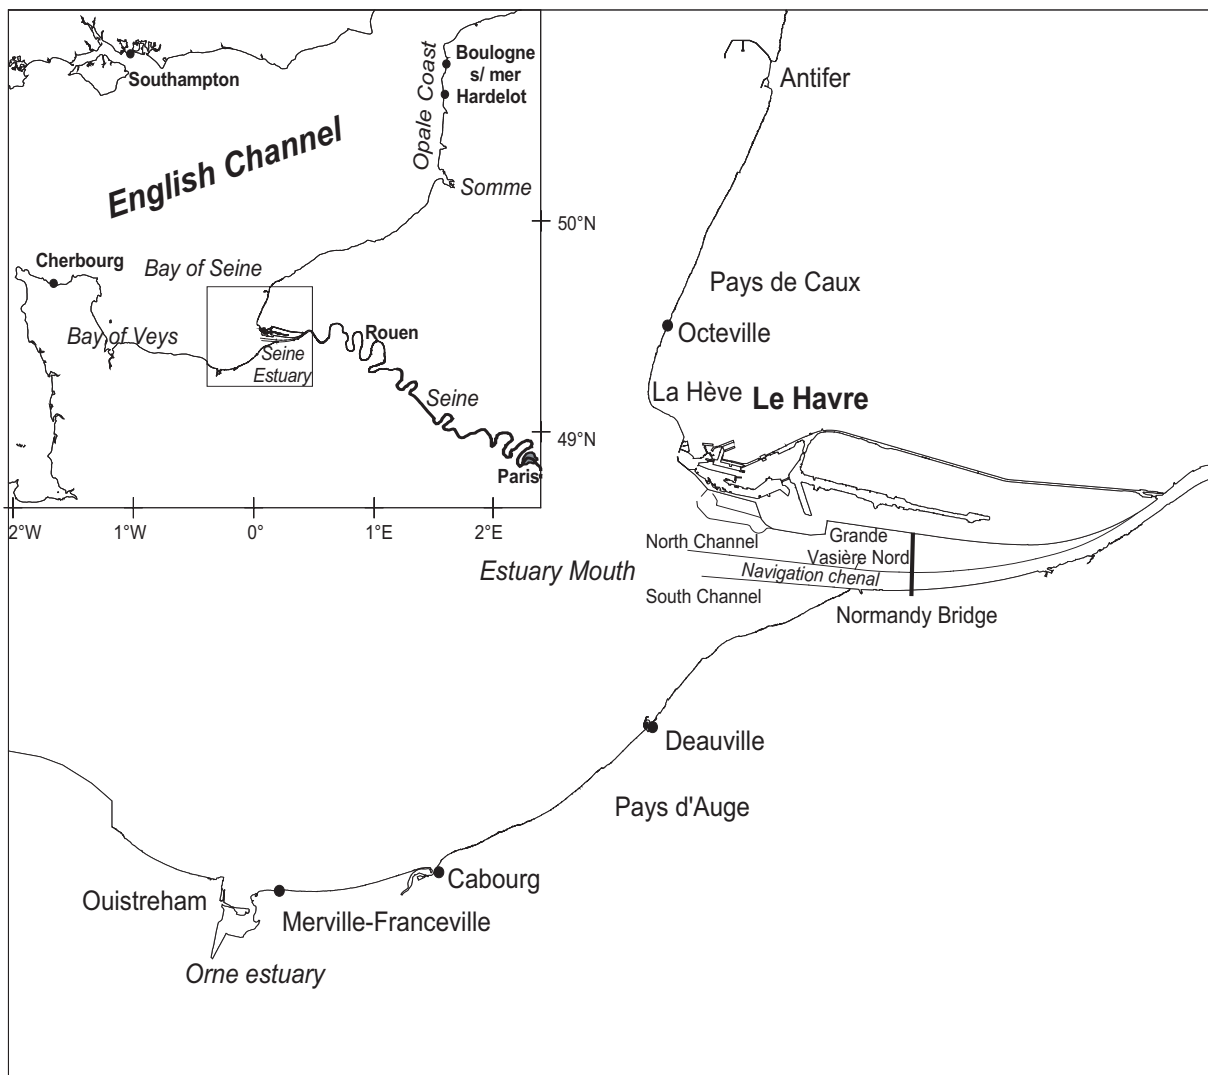 Southampton
Boulogne
s/ mer
Hardelot
Opale Coast
English Channel
Somme
50°N
Cherbourg
Bay of Seine
Bay of Veys
Rouen
Seine
Estuary
Seine
49°N
Paris
2°W
1°W
0°
1°E
2°E
Antifer
Pays de Caux
Octeville
La Hève
Le Havre
North Channel
Grande
Vasière Nord
Estuary Mouth
Navigation chenal
South Channel
Normandy Bridge
Deauville
Pays d'Auge
Cabourg
Ouistreham
Merville-Franceville
Orne estuary